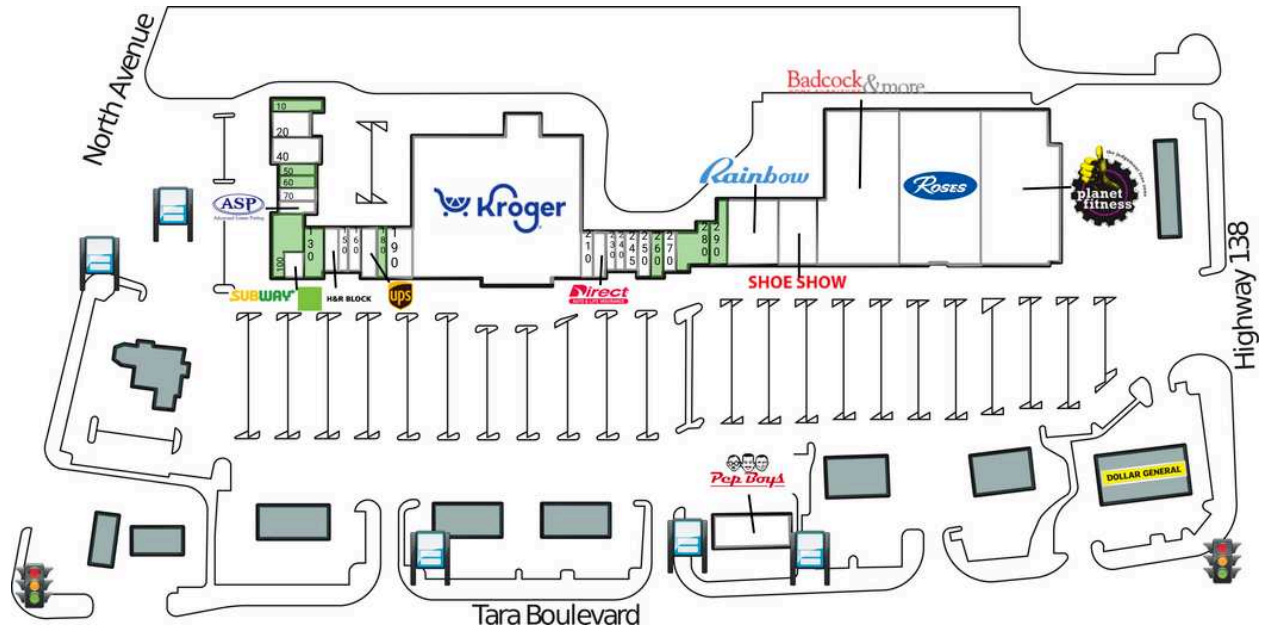 North Avenue
Badcock &more
10
20
40
50
60
70
ASP
100
130
150
160
180
190
Kroger
210
230
240
245
250
260
270
280
290
Rainbow
ROSES
planet
fitness
Highway 138
SUBWAY
H&R BLOCK
ups
Direct
SHOE SHOW
Pep Boys
DOLLAR GENERAL
Tara Boulevard